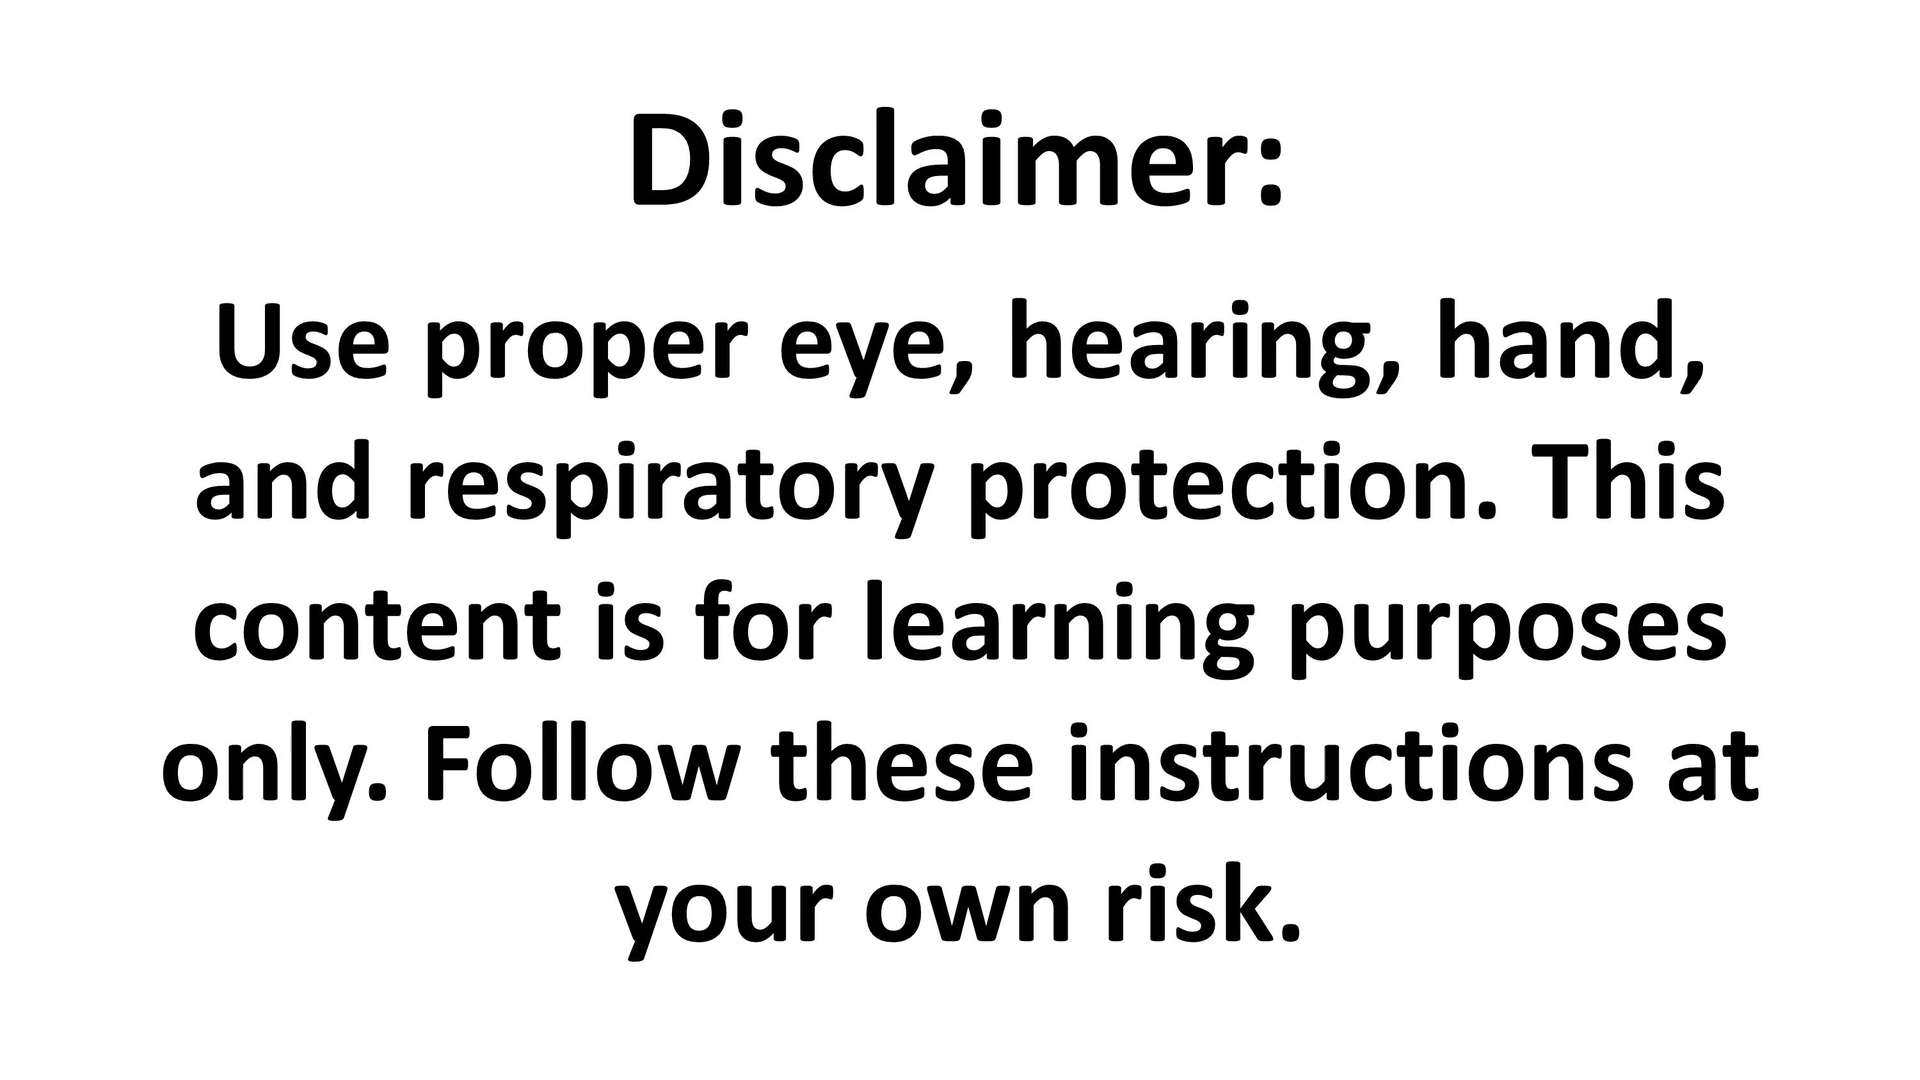 Disclaimer:
Use proper eye, hearing, hand,
and respiratory protection. This
content is for learning purposes
only. Follow these instructions at
your own risk.